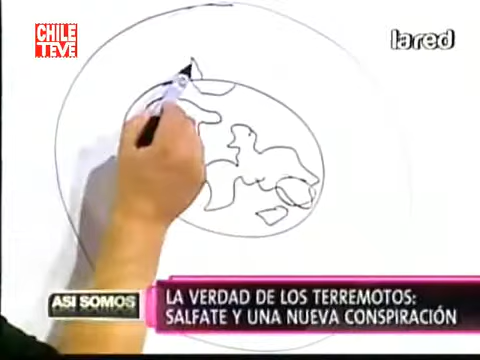 CHILE
TEVE
lared
ASI SOMOS
LA VERDAD DE LOS TERREMOTOS:
SALFATE Y UNA NUEVA CONSPIRACIÓN